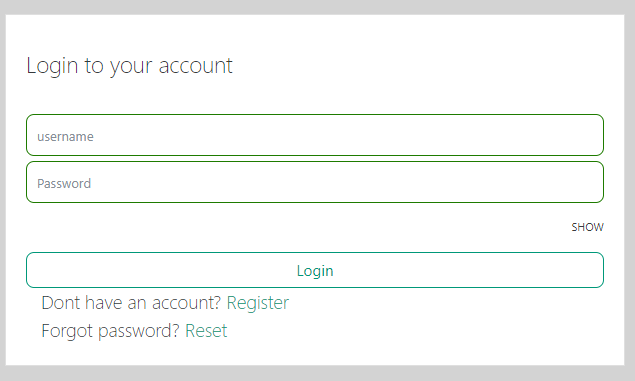 Login to your account
username
Password
SHOW
Login
Dont have an account? Register
Forgot password? Reset